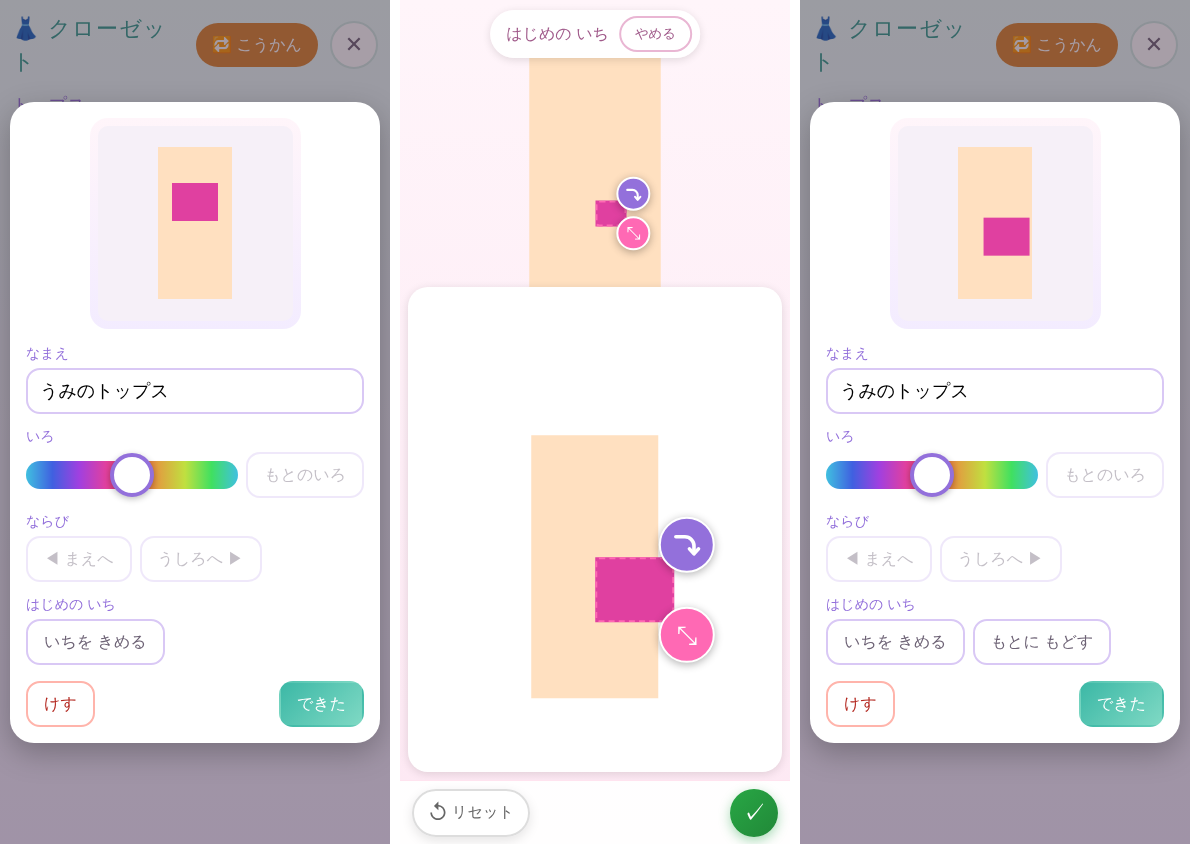 👗 クローゼッ
ト
🔁 こうかん
✕
なまえ
うみのトップス
いろ
もとのいろ
ならび
◀ まえへ
うしろへ ▶
はじめの いち
いちを きめる
けす
できた
はじめの いち
やめる
リセット
✓
👗 クローゼッ
ト
🔁 こうかん
✕
なまえ
うみのトップス
いろ
もとのいろ
ならび
◀ まえへ
うしろへ ▶
はじめの いち
いちを きめる
もとに もどす
けす
できた